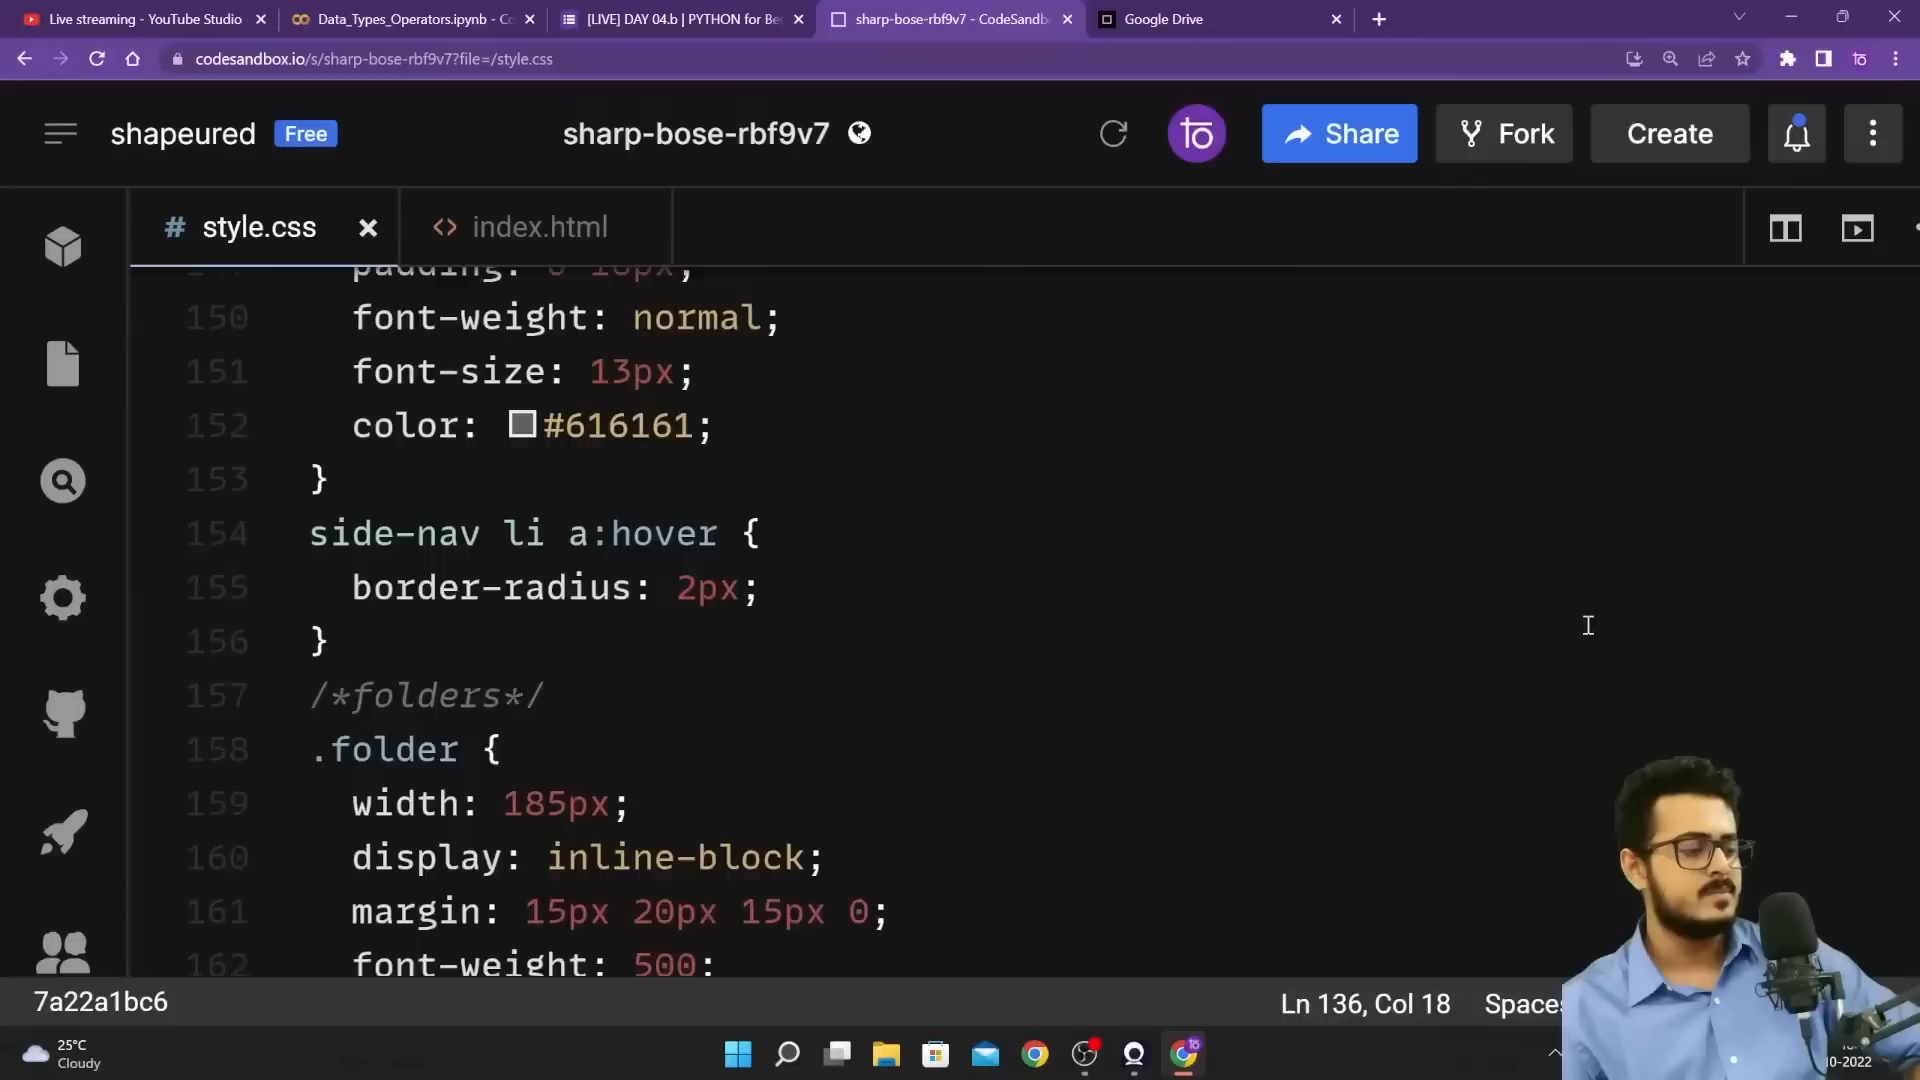 Live streaming - YouTube Studio
Data_Types_Operators.ipynb - Co
[LIVE] DAY 04.b | PYTHON for Be
sharp-bose-rbf9v7 - CodeSandb
Google Drive
codesandbox.io/s/sharp-bose-rbf9v7?file=/style.css
shapeured Free
sharp-bose-rbf9v7
Share
Fork
Create
# style.css
<> index.html
150 font-weight: normal;
151 font-size: 13px;
152 color: #616161;
153 }
154 side-nav li a:hover {
155 border-radius: 2px;
156 }
157 /*folders*/
158 .folder {
159 width: 185px;
160 display: inline-block;
161 margin: 15px 20px 15px 0;
162 font-weight: 500;
7a22a1bc6
Ln 136, Col 18
Spaces
25°C
Cloudy
10-2022